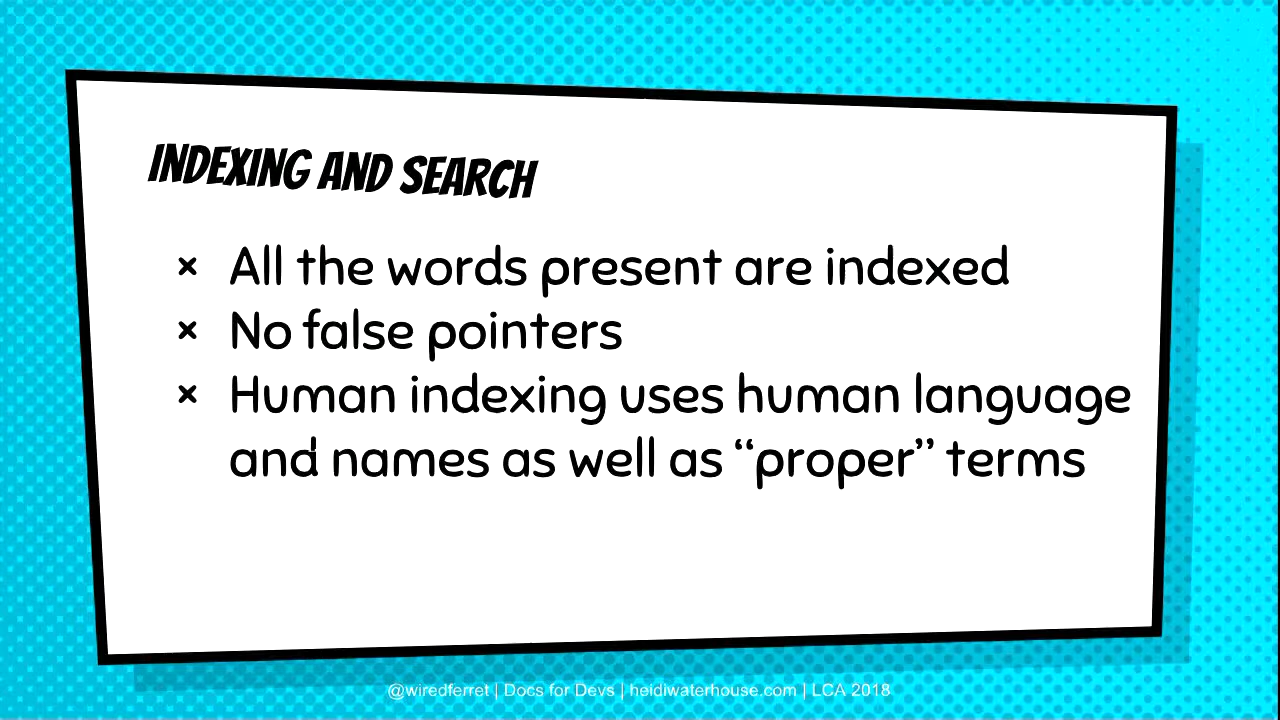 INDEXING AND SEARCH
× All the words present are indexed
× No false pointers
× Human indexing uses human language
and names as well as “proper” terms
@wiredferret | Docs for Devs | heidiwaterhouse.com | LCA 2018